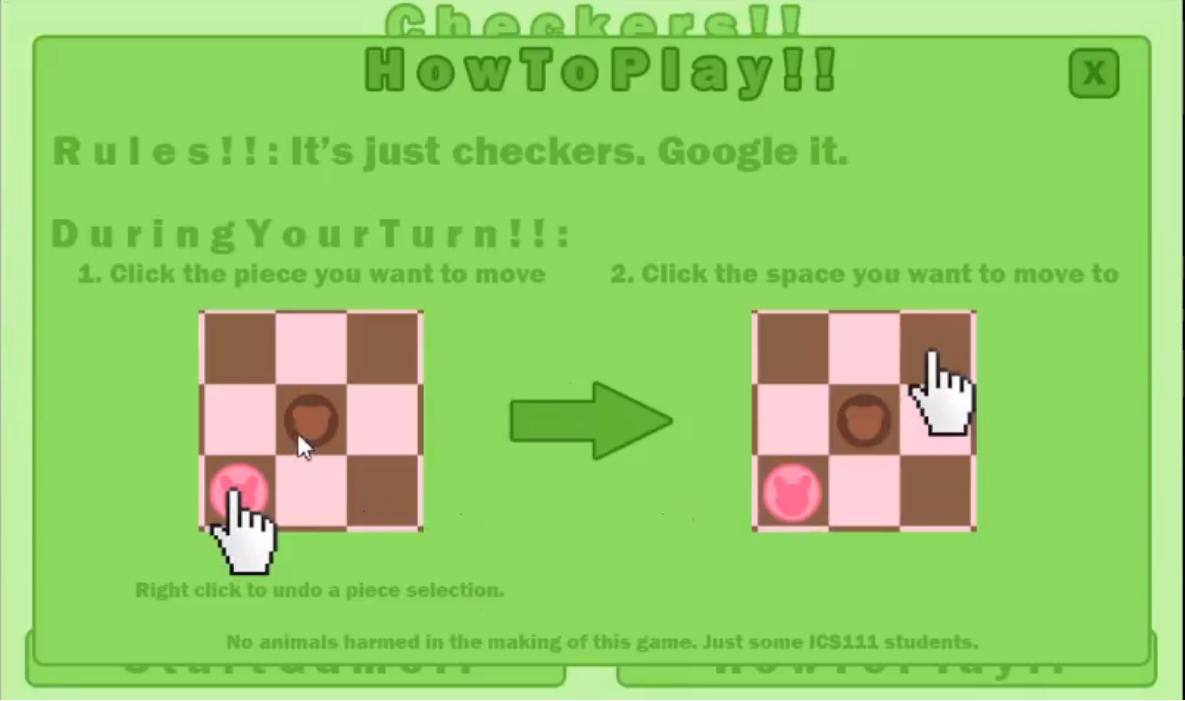 Checkers!!
HowToPlay!!
X
Rules!!: It's just checkers. Google it.
DuringYourTurn!!:
1. Click the piece you want to move
2. Click the space you want to move to
Right click to undo a piece selection.
No animals harmed in the making of this game. Just some ICS111 students.